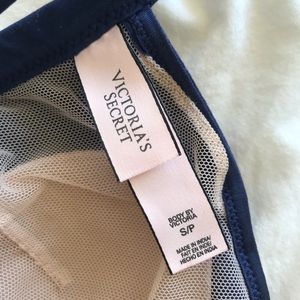 VICTORIA'S
SECRET
BODY BY
VICTORIA
S/P
MADE IN INDIA/
FAIT EN INDE/
HECHO EN INDIA